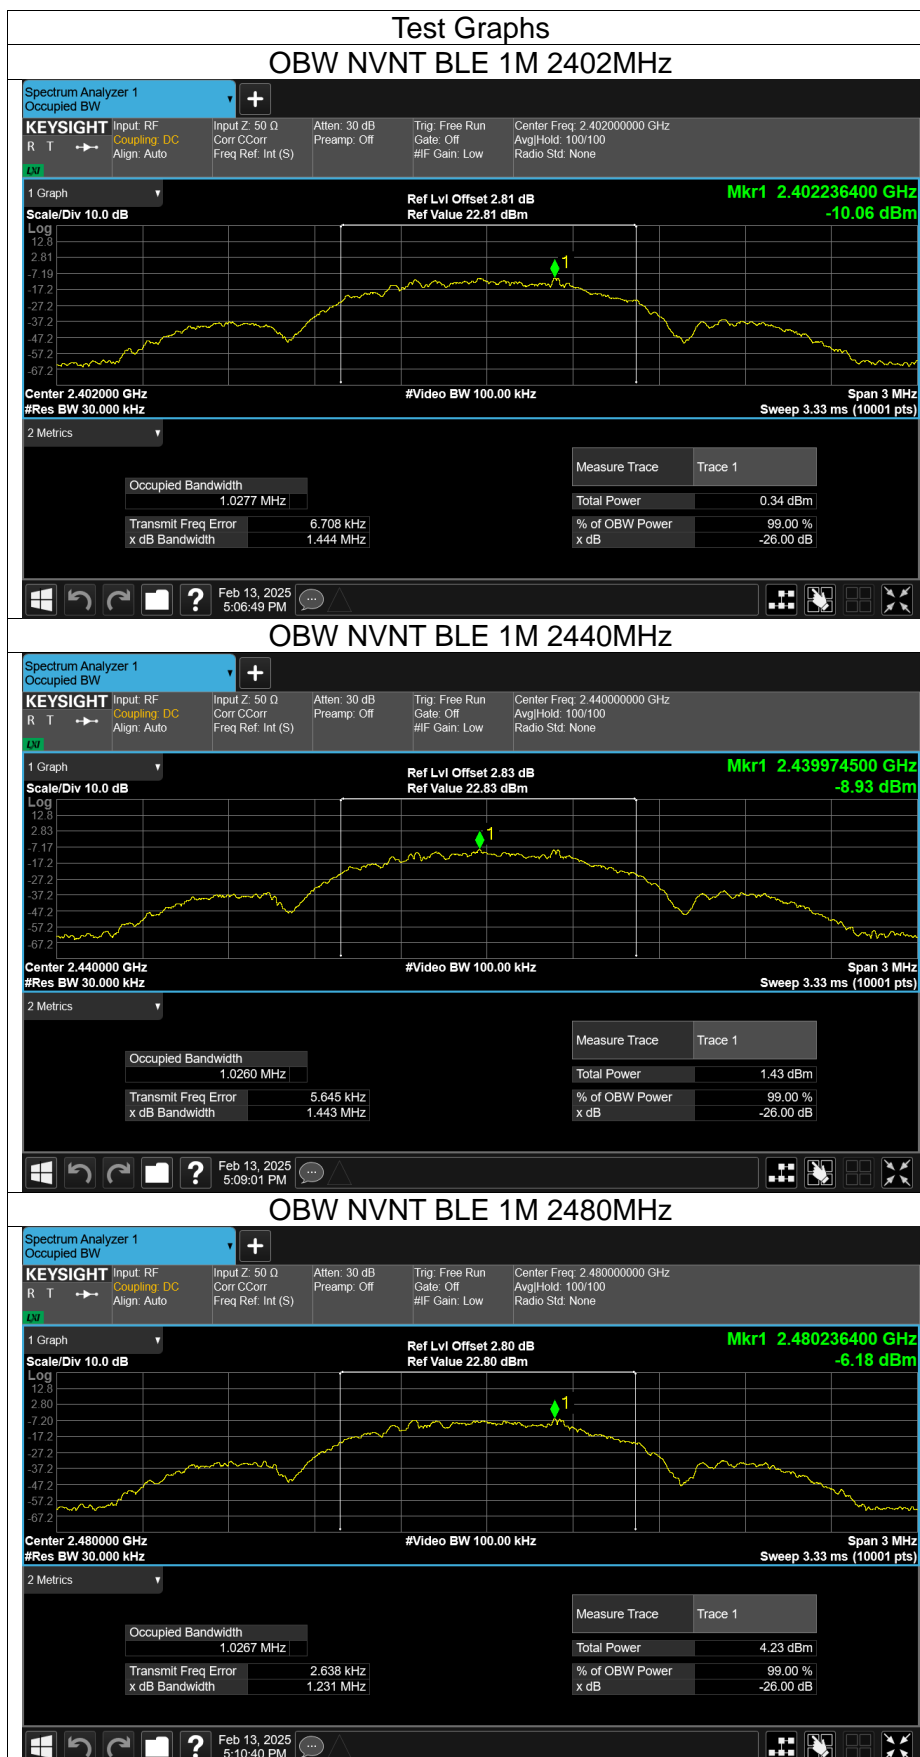 Test Graphs
OBW NVNT BLE 1M 2402MHz
Spectrum Analyzer 1
Occupied BW
+
KEYSIGHT Input: RF Input Z: 50 Ω Atten: 30 dB Trig: Free Run Center Freq: 2.402000000 GHz
R T Coupling: DC Corr CCorr Preamp: Off Gate: Off Avg|Hold: 100/100
Align: Auto Freq Ref: Int (S) #IF Gain: Low Radio Std: None
LXI
1 Graph Ref Lvl Offset 2.81 dB Mkr1 2.402236400 GHz
Scale/Div 10.0 dB Ref Value 22.81 dBm -10.06 dBm
Log
12.8
1
2.81
-7.19
-17.2
-27.2
-37.2
-47.2
-57.2
-67.2
Center 2.402000 GHz #Video BW 100.00 kHz Span 3 MHz
#Res BW 30.000 kHz Sweep 3.33 ms (10001 pts)
2 Metrics
Measure Trace Trace 1
Occupied Bandwidth
1.0277 MHz Total Power 0.34 dBm
Transmit Freq Error 6.708 kHz % of OBW Power 99.00 %
x dB Bandwidth 1.444 MHz x dB -26.00 dB
? Feb 13, 2025
5:06:49 PM
OBW NVNT BLE 1M 2440MHz
Spectrum Analyzer 1
Occupied BW
+
KEYSIGHT Input: RF Input Z: 50 Ω Atten: 30 dB Trig: Free Run Center Freq: 2.440000000 GHz
R T Coupling: DC Corr CCorr Preamp: Off Gate: Off Avg|Hold: 100/100
Align: Auto Freq Ref: Int (S) #IF Gain: Low Radio Std: None
LXI
1 Graph Ref Lvl Offset 2.83 dB Mkr1 2.439974500 GHz
Scale/Div 10.0 dB Ref Value 22.83 dBm -8.93 dBm
Log
12.8
2.83
1
-7.17
-17.2
-27.2
-37.2
-47.2
-57.2
-67.2
Center 2.440000 GHz #Video BW 100.00 kHz Span 3 MHz
#Res BW 30.000 kHz Sweep 3.33 ms (10001 pts)
2 Metrics
Measure Trace Trace 1
Occupied Bandwidth
1.0260 MHz Total Power 1.43 dBm
Transmit Freq Error 5.645 kHz % of OBW Power 99.00 %
x dB Bandwidth 1.443 MHz x dB -26.00 dB
? Feb 13, 2025
5:09:01 PM
OBW NVNT BLE 1M 2480MHz
Spectrum Analyzer 1
Occupied BW
+
KEYSIGHT Input: RF Input Z: 50 Ω Atten: 30 dB Trig: Free Run Center Freq: 2.480000000 GHz
R T Coupling: DC Corr CCorr Preamp: Off Gate: Off Avg|Hold: 100/100
Align: Auto Freq Ref: Int (S) #IF Gain: Low Radio Std: None
LXI
1 Graph Ref Lvl Offset 2.80 dB Mkr1 2.480236400 GHz
Scale/Div 10.0 dB Ref Value 22.80 dBm -6.18 dBm
Log
12.8
2.80
1
-7.20
-17.2
-27.2
-37.2
-47.2
-57.2
-67.2
Center 2.480000 GHz #Video BW 100.00 kHz Span 3 MHz
#Res BW 30.000 kHz Sweep 3.33 ms (10001 pts)
2 Metrics
Measure Trace Trace 1
Occupied Bandwidth
1.0267 MHz Total Power 4.23 dBm
Transmit Freq Error 2.638 kHz % of OBW Power 99.00 %
x dB Bandwidth 1.231 MHz x dB -26.00 dB
? Feb 13, 2025
5:10:40 PM